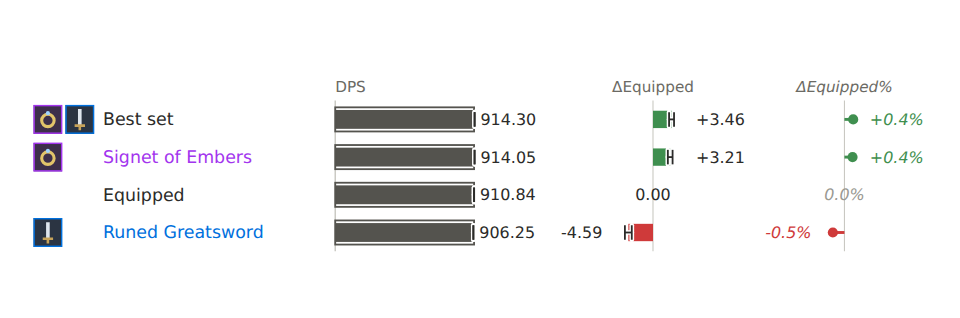 DPS ΔEquipped ΔEquipped%
Best set 914.30 +3.46 +0.4%
Signet of Embers 914.05 +3.21 +0.4%
Equipped 910.84 0.00 0.0%
Runed Greatsword 906.25 -4.59 -0.5%